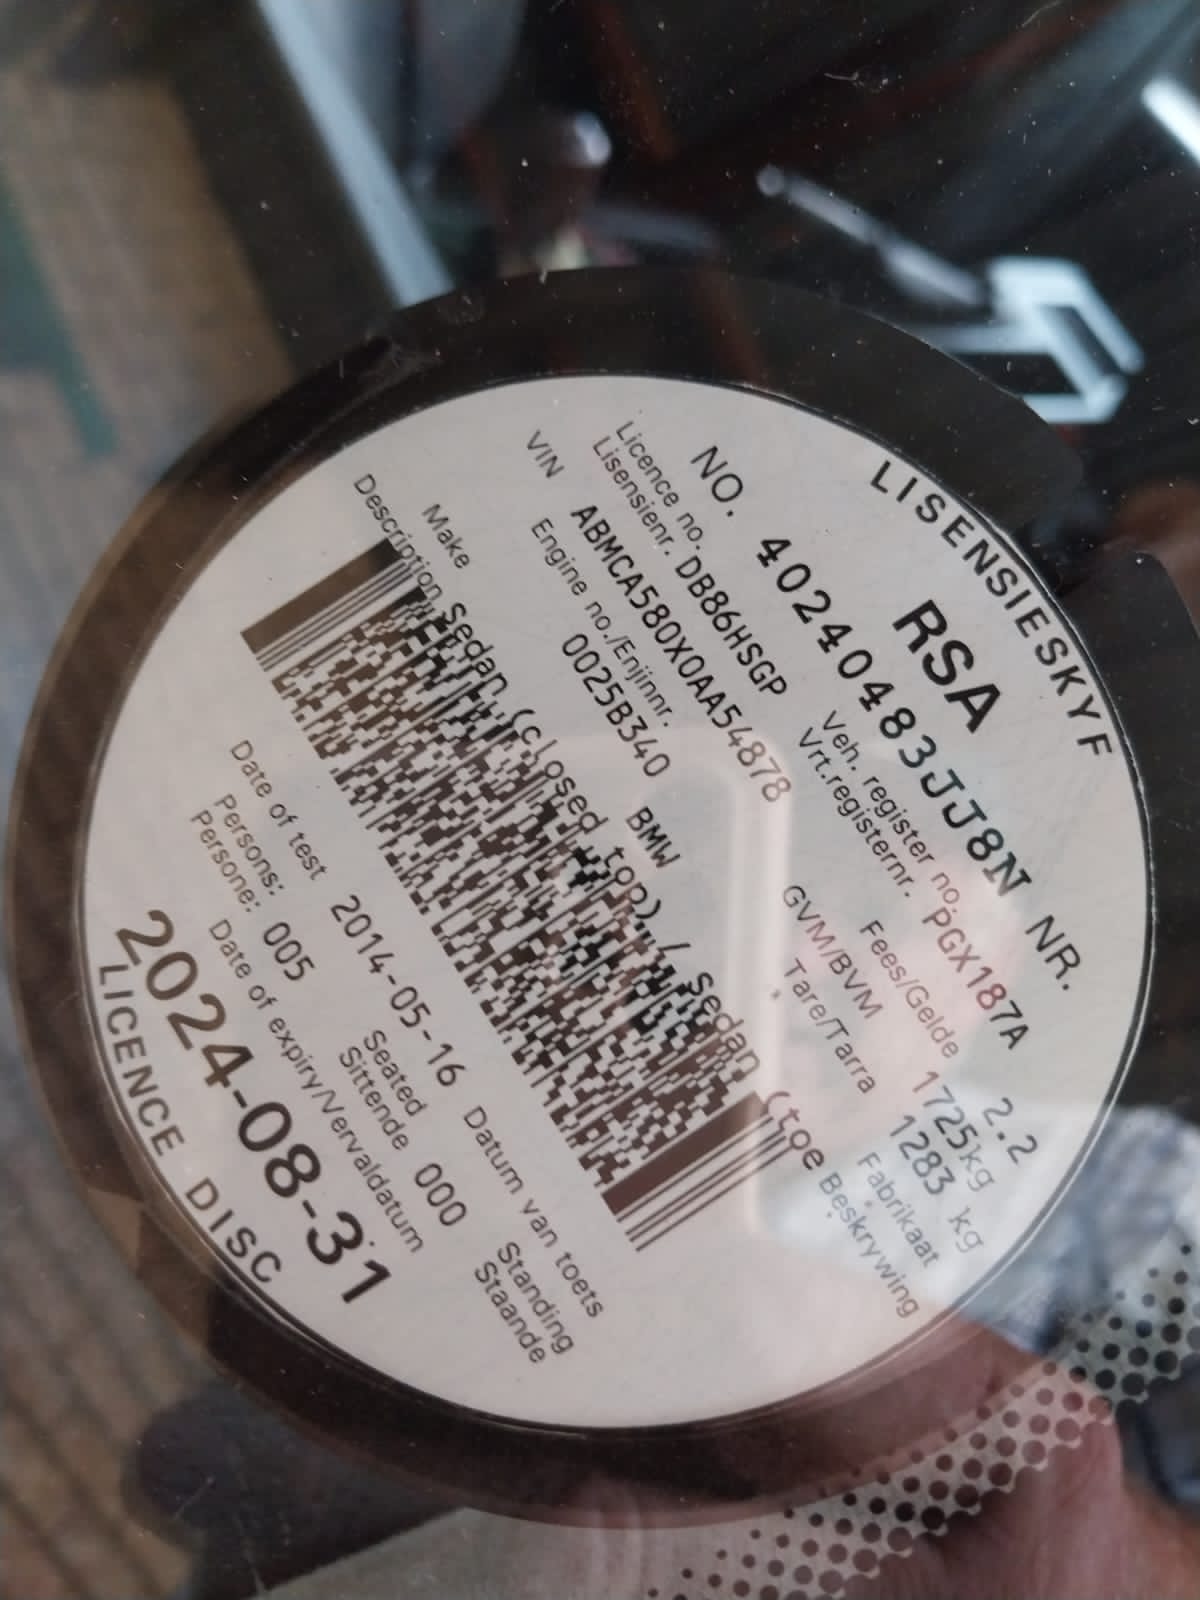 LISENSIESKYF
RSA
NO. 40240483JJ8N NR.
Licence no. Veh. register no.
Lisensienr. DB86HSGP Vrt.registernr. PGX187A
VIN ABMCA580X0AA54878 Fees/Gelde 2.2
Engine no./Enjinnr. 0025B340 GVM/BVM 1725kg
Tare/Tarra 1283 kg
Make BMW Fabrikaat
Description Sedan (closed top) / Sedan (toe Beskrywing
Date of test 2014-05-16 Datum van toets
Persons: Seated Standing
Persone: 005 Sittende 000 Staande
Date of expiry/Vervaldatum
2024-08-31
LICENCE DISC